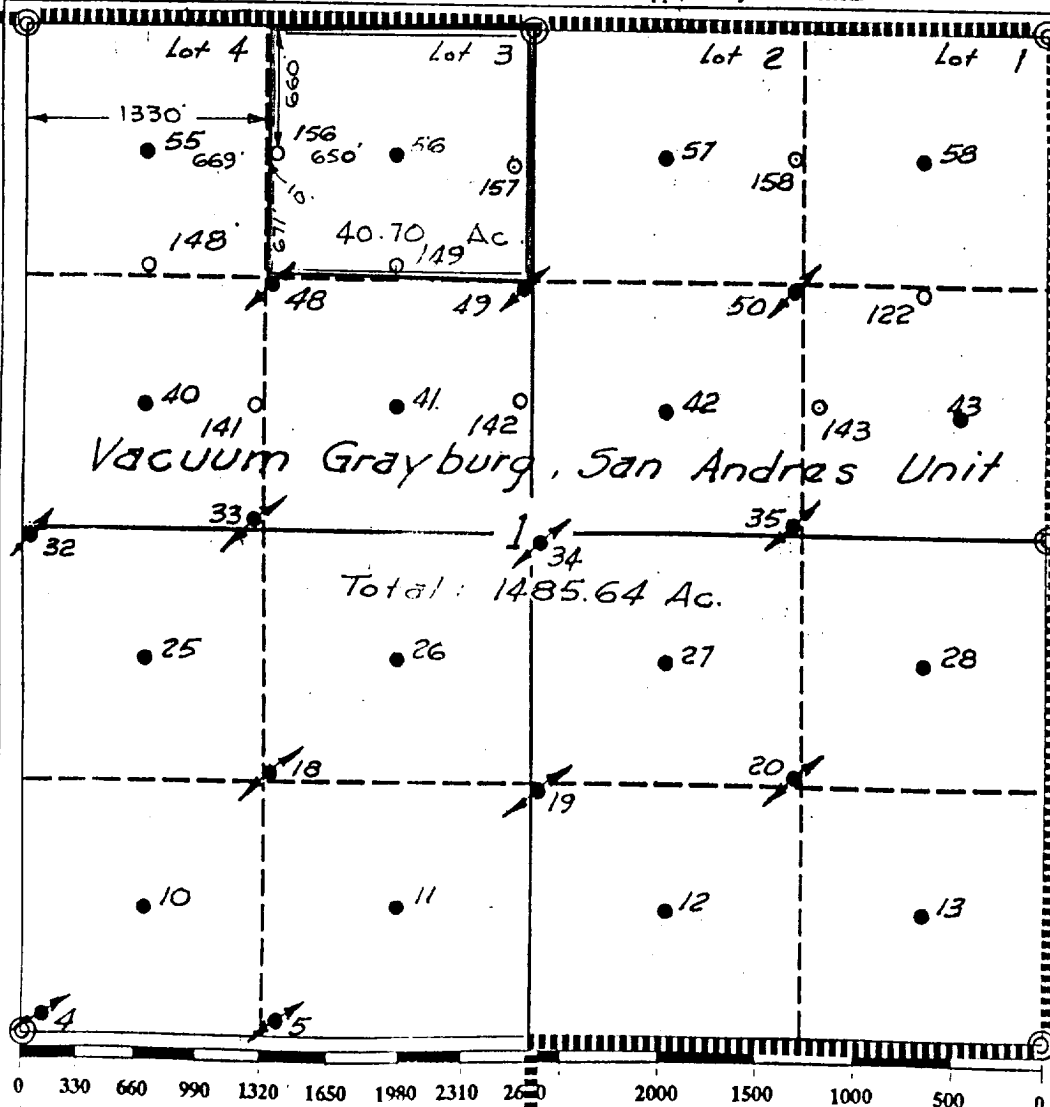 Lot 4 Lot 3 Lot 2 Lot 1
660
1330'
55 669' 156 650' 56 157 57 158 58
10'
671'
40.70 Ac.
148 149
48 49 50 122
40 141 41 142 42 143 43
Vacuum Grayburg, San Andres Unit
32 33 1 34 35
Total: 1485.64 Ac.
25 26 27 28
18 19 20
10 11 12 13
4 5
0 330 660 990 1320 1650 1980 2310 2000 1500 1000 500 0